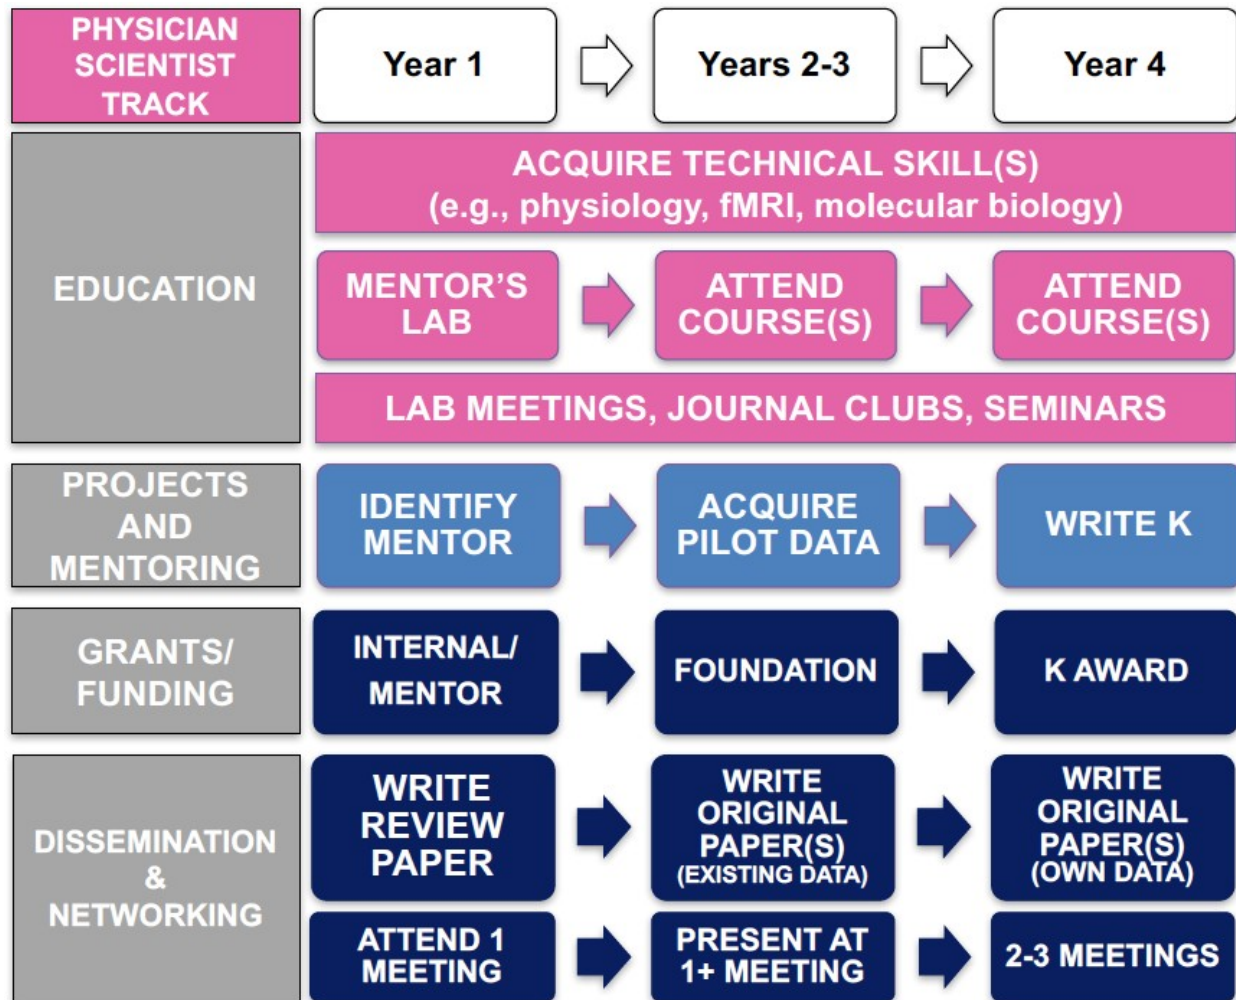 PHYSICIAN
SCIENTIST
TRACK
Year 1
Years 2-3
Year 4
EDUCATION
ACQUIRE TECHNICAL SKILL(S)
(e.g., physiology, fMRI, molecular biology)
MENTOR’S
LAB
ATTEND
COURSE(S)
ATTEND
COURSE(S)
LAB MEETINGS, JOURNAL CLUBS, SEMINARS
PROJECTS
AND
MENTORING
IDENTIFY
MENTOR
ACQUIRE
PILOT DATA
WRITE K
GRANTS/
FUNDING
INTERNAL/
MENTOR
FOUNDATION
K AWARD
DISSEMINATION
&
NETWORKING
WRITE
REVIEW
PAPER
WRITE
ORIGINAL
PAPER(S)
(EXISTING DATA)
WRITE
ORIGINAL
PAPER(S)
(OWN DATA)
ATTEND 1
MEETING
PRESENT AT
1+ MEETING
2-3 MEETINGS